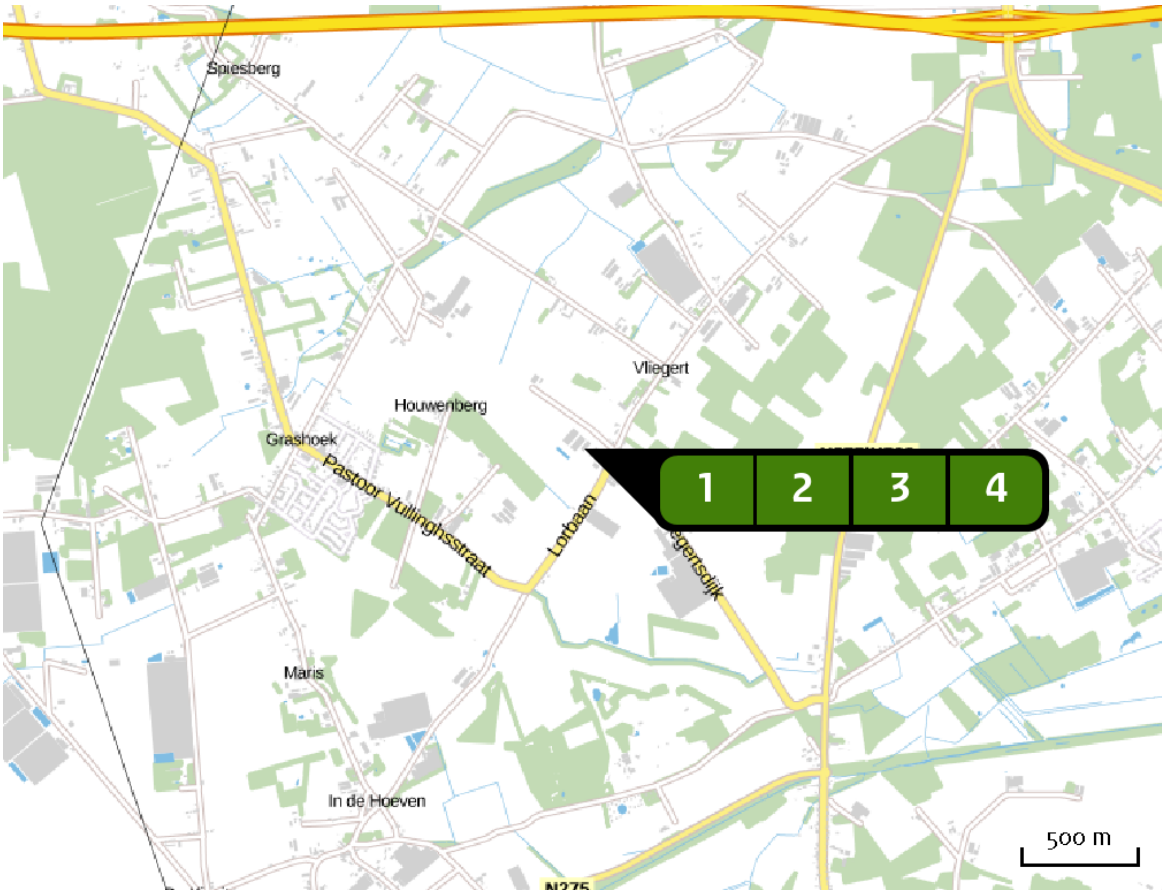 Spiesberg
Vliegert
Houwenberg
Grashoek
Pastoor Vullinghsstraat
Lorbaan
1 2 3 4
Maris
In de Hoeven
500 m
N275